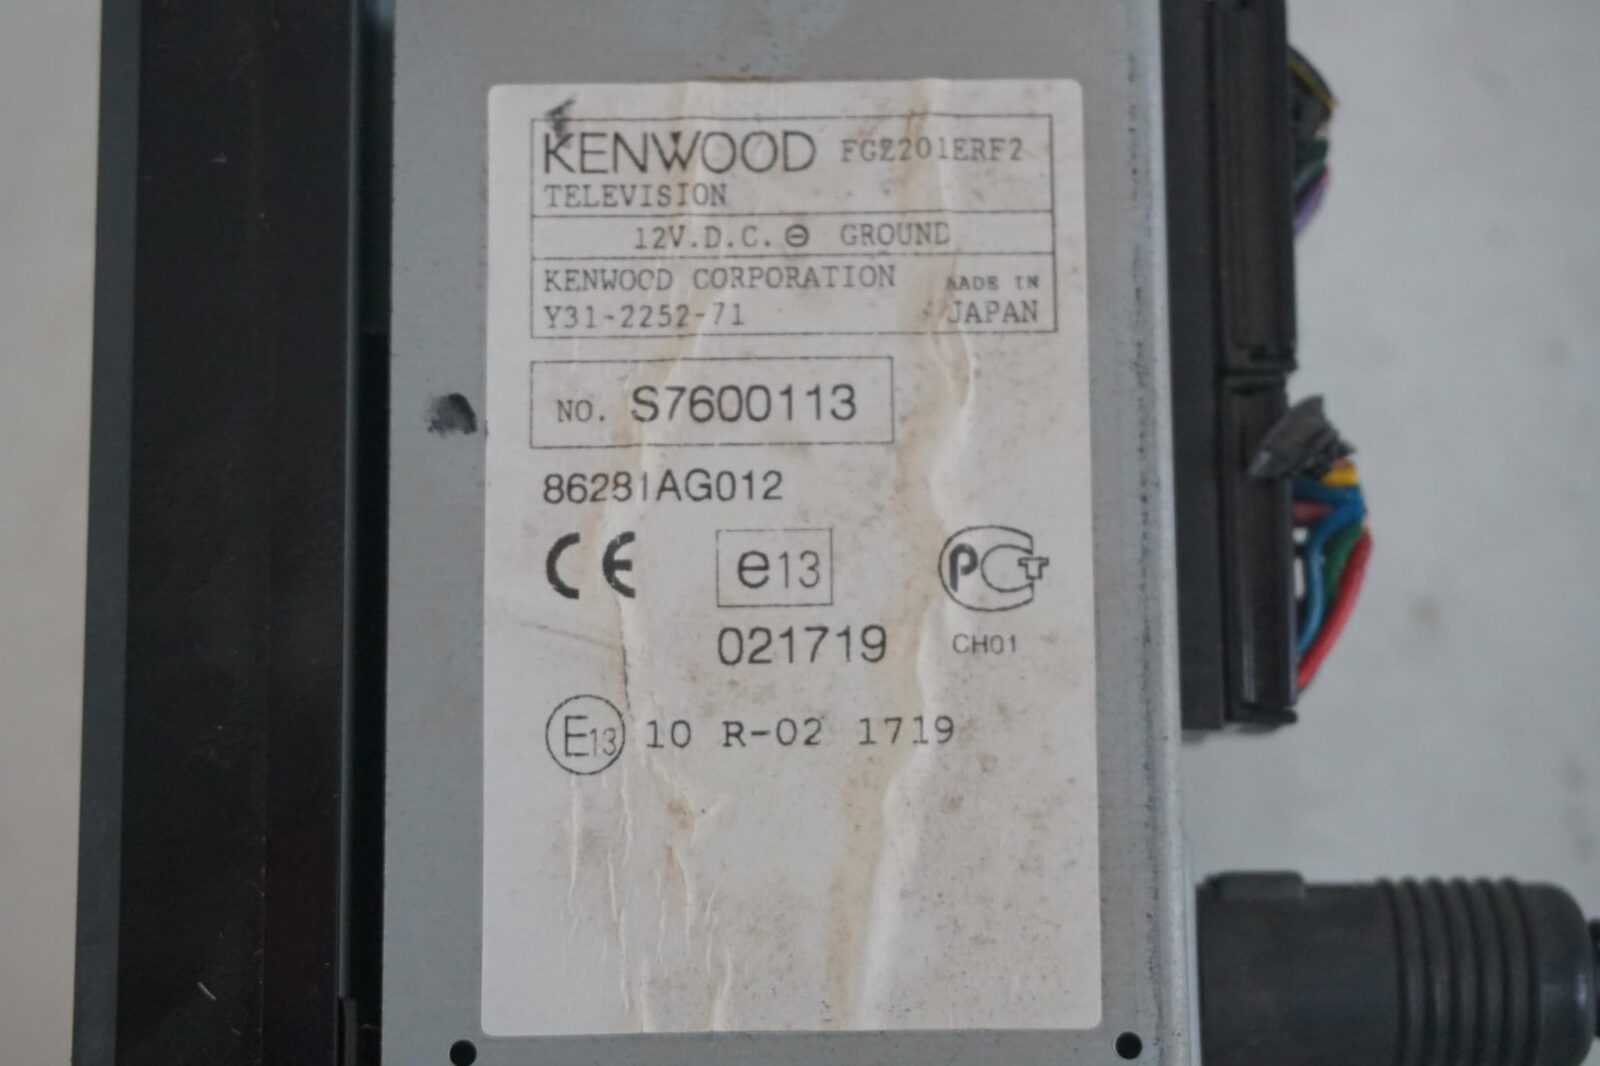 KENWOOD FGZ201ERF2
TELEVISION
12V.D.C. ⊖ GROUND
KENWOOD CORPORATION MADE IN
Y31-2252-71 JAPAN
NO. S7600113
86281AG012
CE e13 PCT
021719 CH01
E13 10 R-02 1719